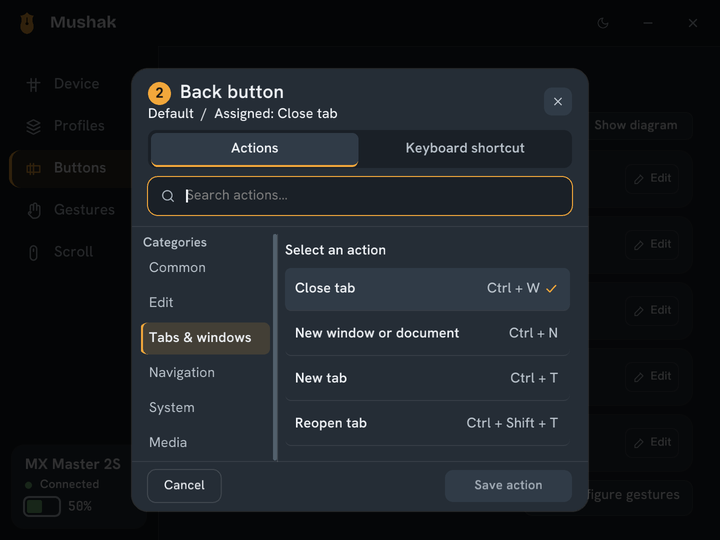 Mushak
Device
Profiles
Buttons
Gestures
Scroll
MX Master 2S
Connected
50%
Show diagram
Edit
Edit
Edit
Edit
Edit
figure gestures
2 Back button
Default / Assigned: Close tab
Actions
Keyboard shortcut
Search actions...
Categories
Common
Edit
Tabs & windows
Navigation
System
Media
Select an action
Close tab Ctrl + W
New window or document Ctrl + N
New tab Ctrl + T
Reopen tab Ctrl + Shift + T
Cancel
Save action